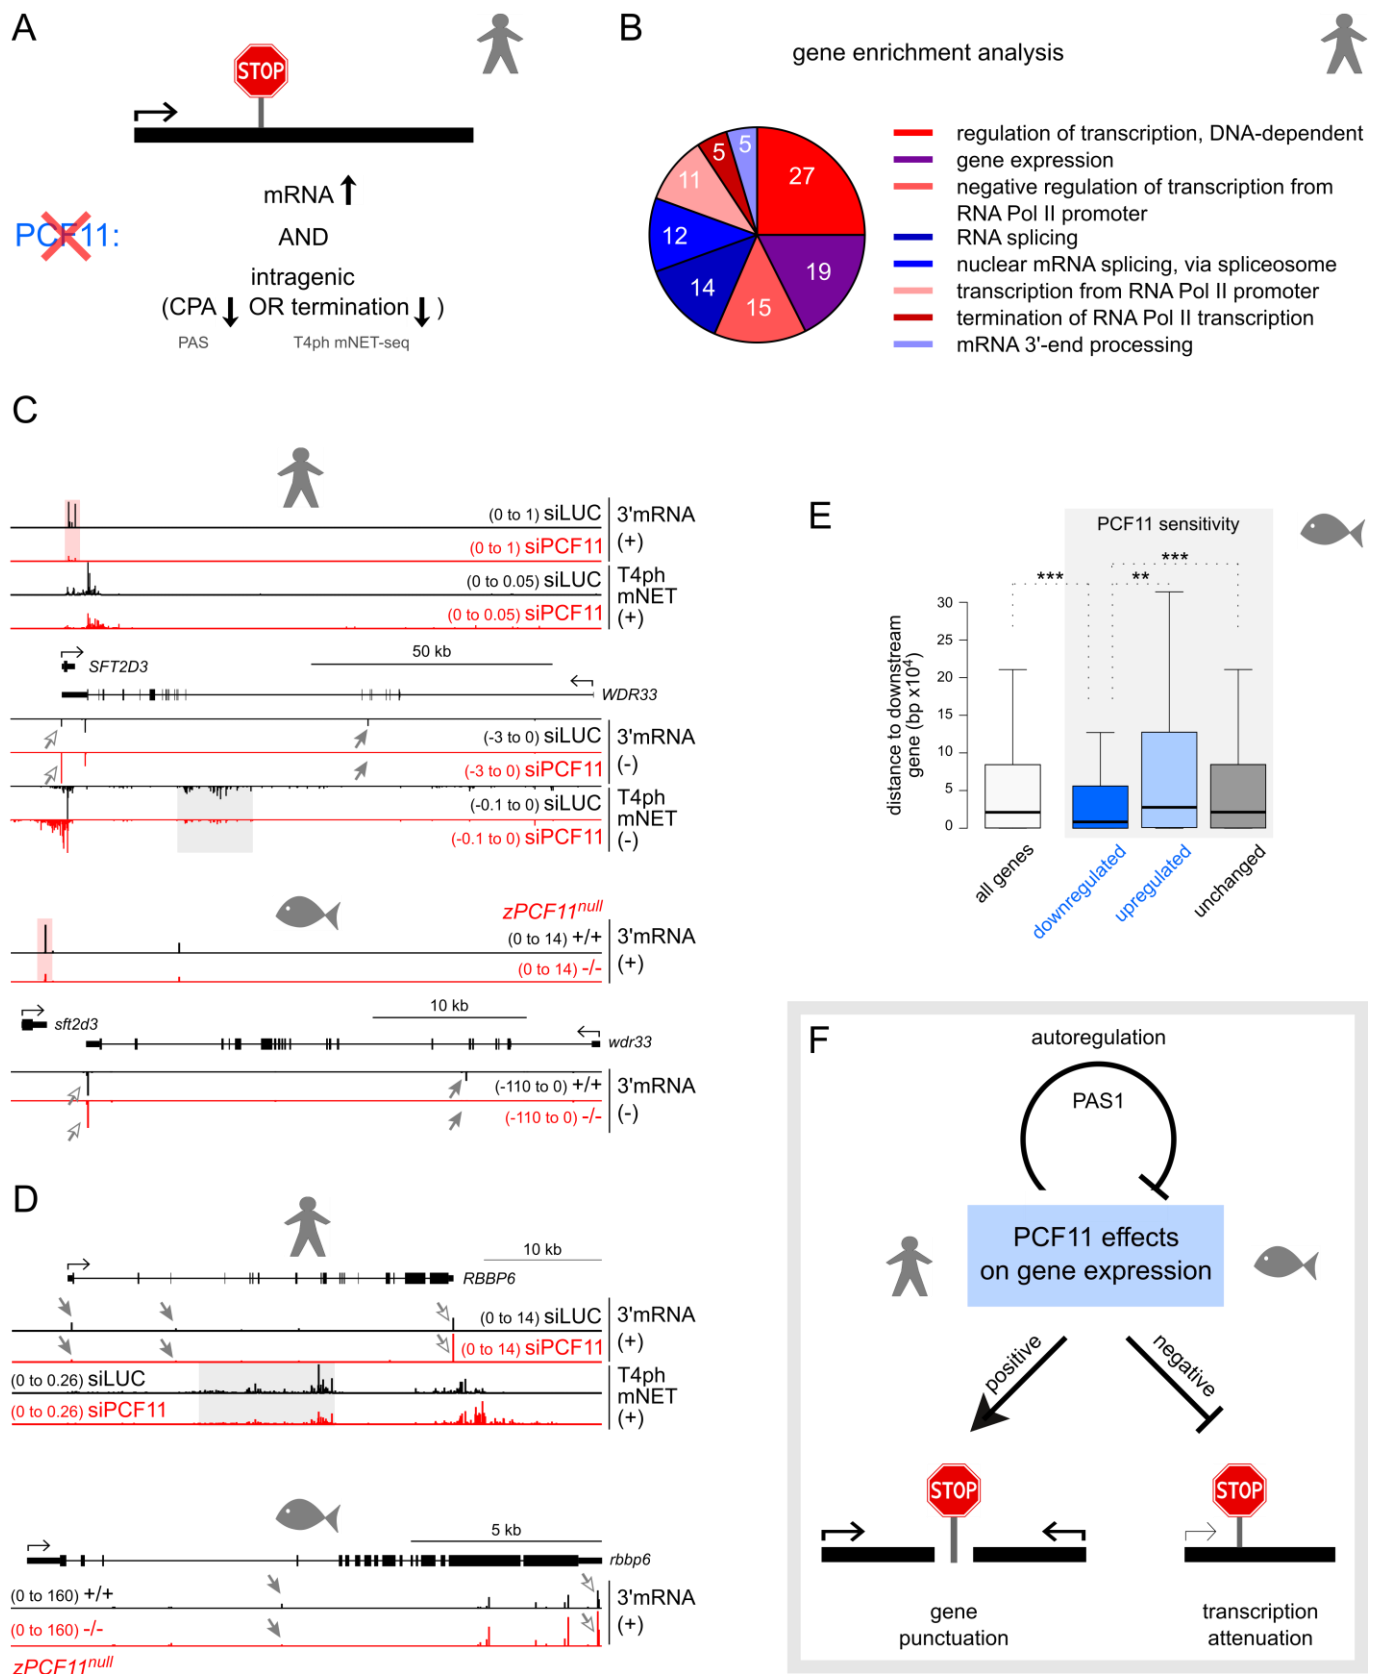 A
STOP
mRNA
PCF11:
AND
intragenic
(CPA OR termination )
PAS T4ph mNET-seq
B
gene enrichment analysis
27
19
15
14
12
11
5
5
regulation of transcription, DNA-dependent
gene expression
negative regulation of transcription from
RNA Pol II promoter
RNA splicing
nuclear mRNA splicing, via spliceosome
transcription from RNA Pol II promoter
termination of RNA Pol II transcription
mRNA 3'-end processing
C
(0 to 1) siLUC
(0 to 1) siPCF11
3'mRNA
(+)
(0 to 0.05) siLUC
(0 to 0.05) siPCF11
T4ph
mNET
(+)
50 kb
SFT2D3
WDR33
(-3 to 0) siLUC
(-3 to 0) siPCF11
3'mRNA
(-)
(-0.1 to 0) siLUC
(-0.1 to 0) siPCF11
T4ph
mNET
(-)
zPCF11null
(0 to 14) +/+
(0 to 14) -/-
3'mRNA
(+)
10 kb
sft2d3
wdr33
(-110 to 0) +/+
(-110 to 0) -/-
3'mRNA
(-)
D
10 kb
RBBP6
(0 to 14) siLUC
(0 to 14) siPCF11
3'mRNA
(+)
(0 to 0.26) siLUC
(0 to 0.26) siPCF11
T4ph
mNET
(+)
5 kb
rbbp6
(0 to 160) +/+
(0 to 160) -/-
3'mRNA
(+)
zPCF11null
E
PCF11 sensitivity
***
***
**
distance to downstream
gene (bp x104)
30
25
20
15
10
5
0
all genes
downregulated
upregulated
unchanged
F
autoregulation
PAS1
PCF11 effects
on gene expression
positive
negative
STOP
STOP
gene
punctuation
transcription
attenuation